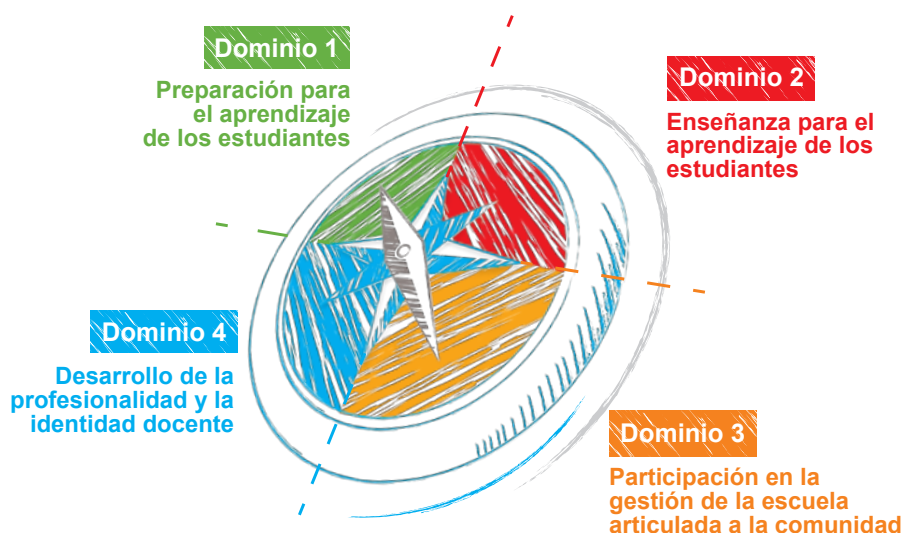 Dominio 1
Preparación para
el aprendizaje
de los estudiantes
Dominio 2
Enseñanza para el
aprendizaje de los
estudiantes
Dominio 4
Desarrollo de la
profesionalidad y la
identidad docente
Dominio 3
Participación en la
gestión de la escuela
articulada a la comunidad